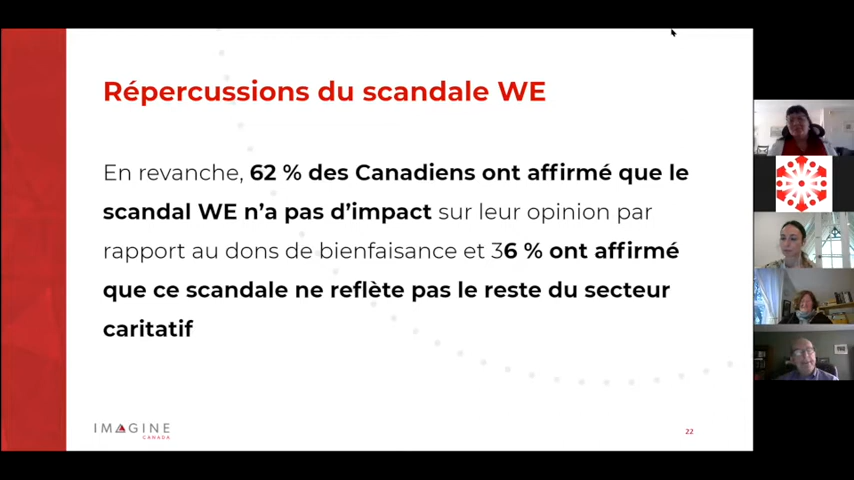 Répercussions du scandale WE
En revanche, 62 % des Canadiens ont affirmé que le
scandal WE n’a pas d’impact sur leur opinion par
rapport au dons de bienfaisance et 36 % ont affirmé
que ce scandale ne reflète pas le reste du secteur
caritatif
IMAGINE
CANADA
22